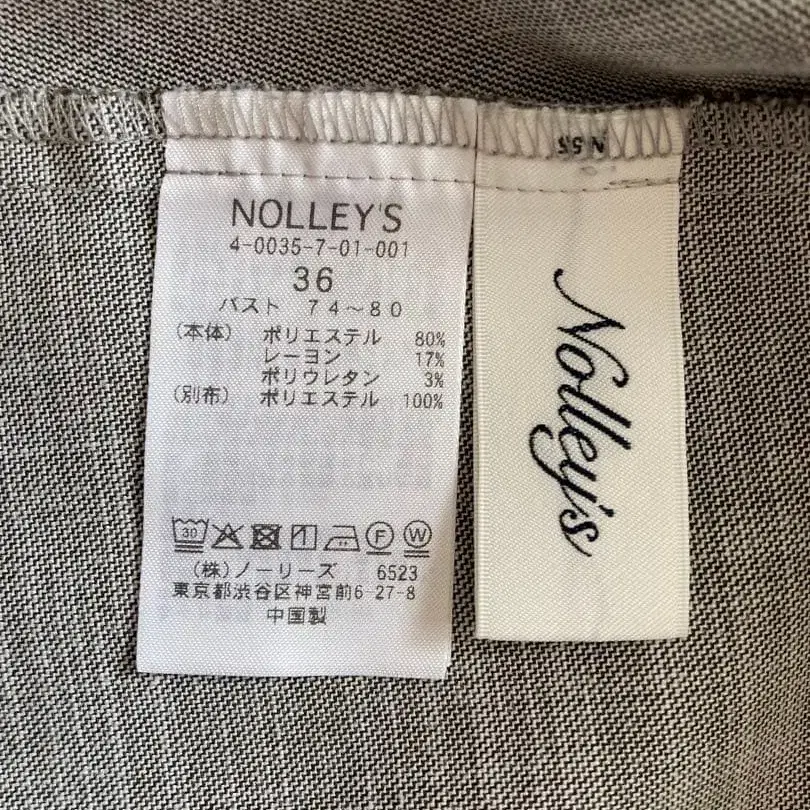 NOLLEY'S
4-0035-7-01-001
36
バスト 74~80
(本体) ポリエステル 80%
レーヨン 17%
ポリウレタン 3%
(別布) ポリエステル 100%
30
F
W
(株)ノーリーズ 6523
東京都渋谷区神宮前6-27-8
中国製
Nolley's